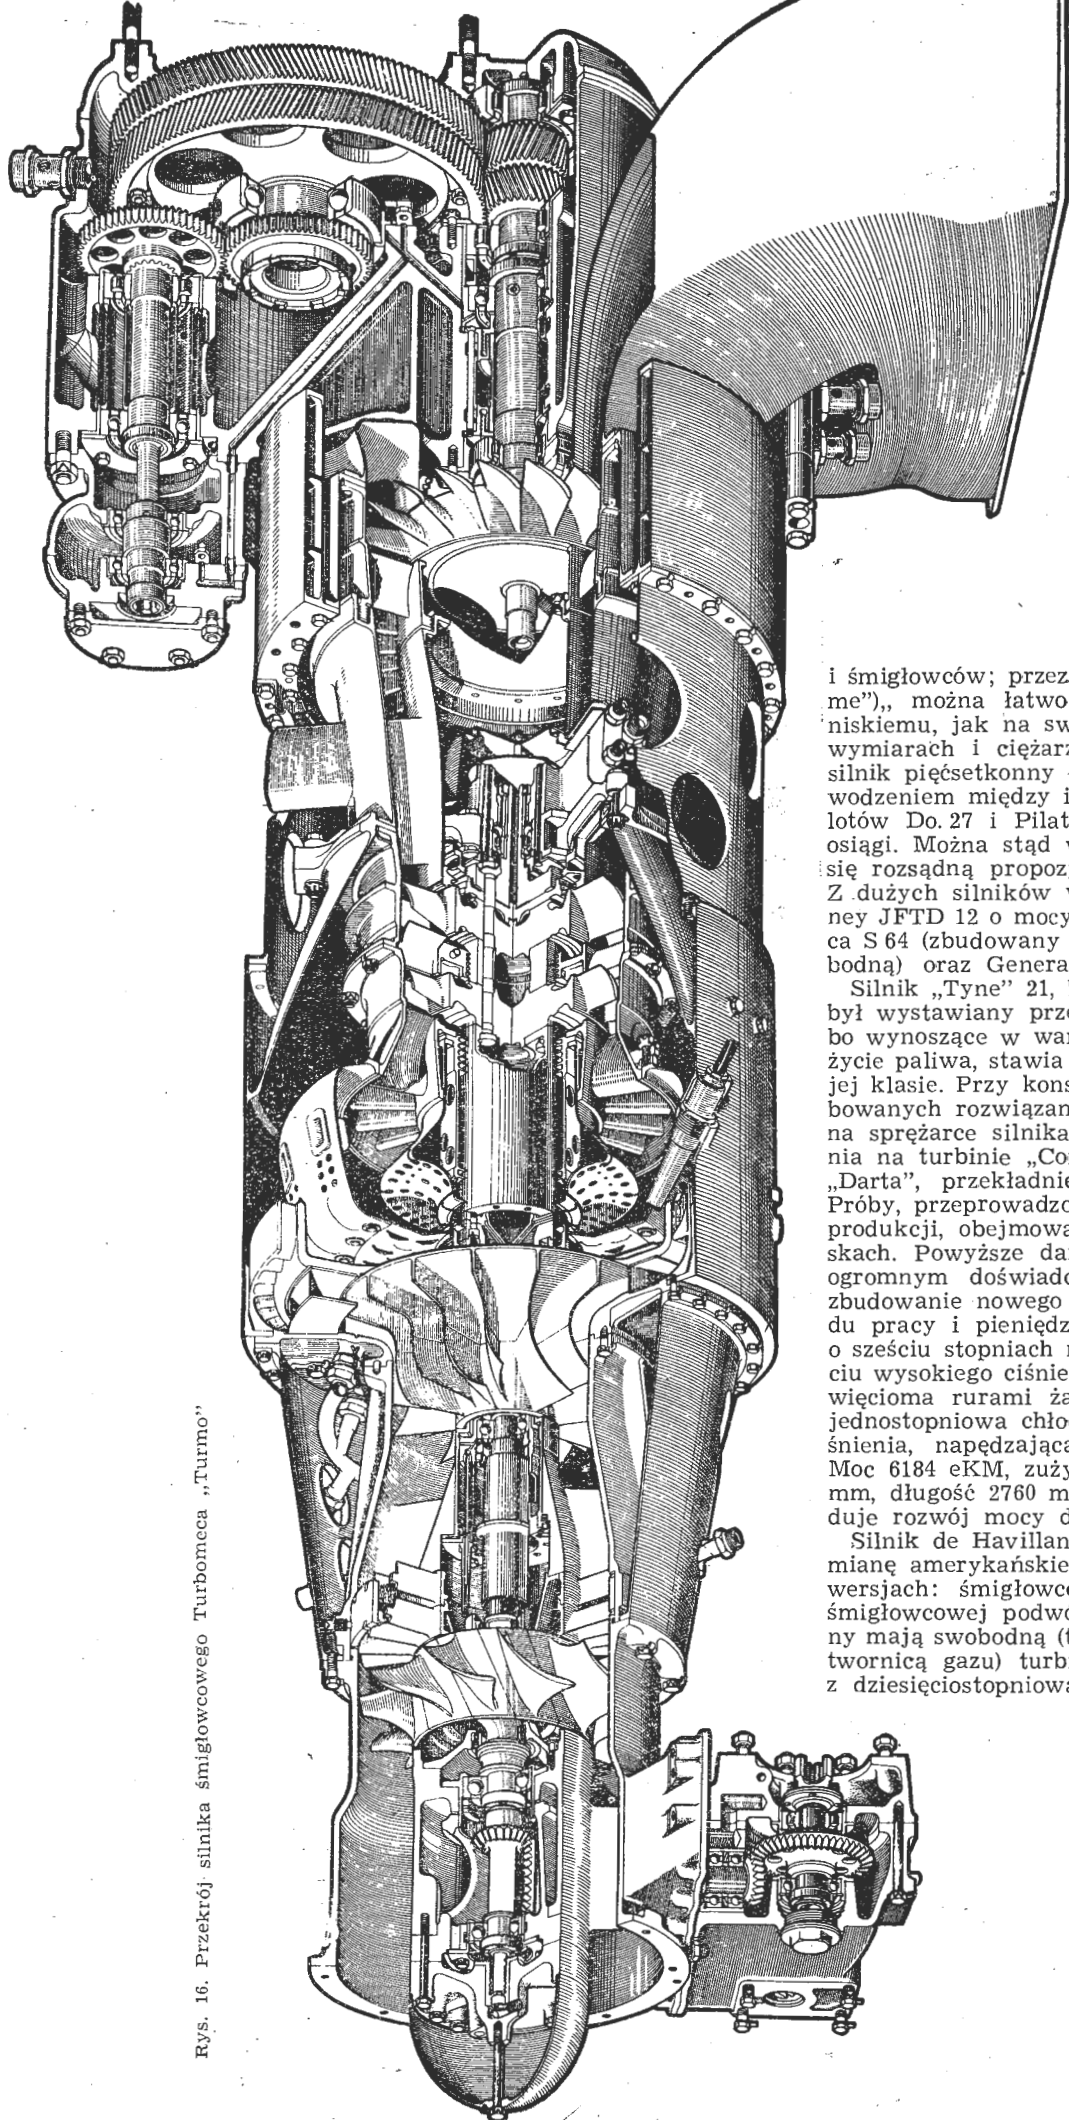 Rys. 16. Przekrój silnika śmigłowcowego Turbomeca „Turmo”
i śmigłowców; przez
me”),, można łatwo
niskiemu, jak na sw
wymiarach i ciężarz
silnik pięćsetkonny
wodzeniem między i
lotów Do. 27 i Pilat
osiągi. Można stąd
się rozsądną propoz
Z dużych silników
ney JFTD 12 o mocy
ca S 64 (zbudowany
bodną) oraz Genera
Silnik „Tyne” 21,
był wystawiany prze
bo wynoszące w war
życie paliwa, stawia
jej klasie. Przy kons
bowanych rozwiązan
na sprężarce silnika
nia na turbinie „Co
„Darta”, przekładnie
Próby, przeprowadzo
produkcji, obejmowa
skach. Powyższe da
ogromnym doświadc
zbudowanie nowego
du pracy i pieniędz
o sześciu stopniach
ciu wysokiego ciśnie
więcioma rurami ża
jednostopniowa chło
śnienia, napędzająca
Moc 6184 eKM, zuży
mm, długość 2760 m
duje rozwój mocy d
Silnik de Havillan
mianę amerykańskie
wersjach: śmigłowc
śmigłowcowej podwó
ny mają swobodną (t
twornicą gazu) turb
z dziesięciostopniow